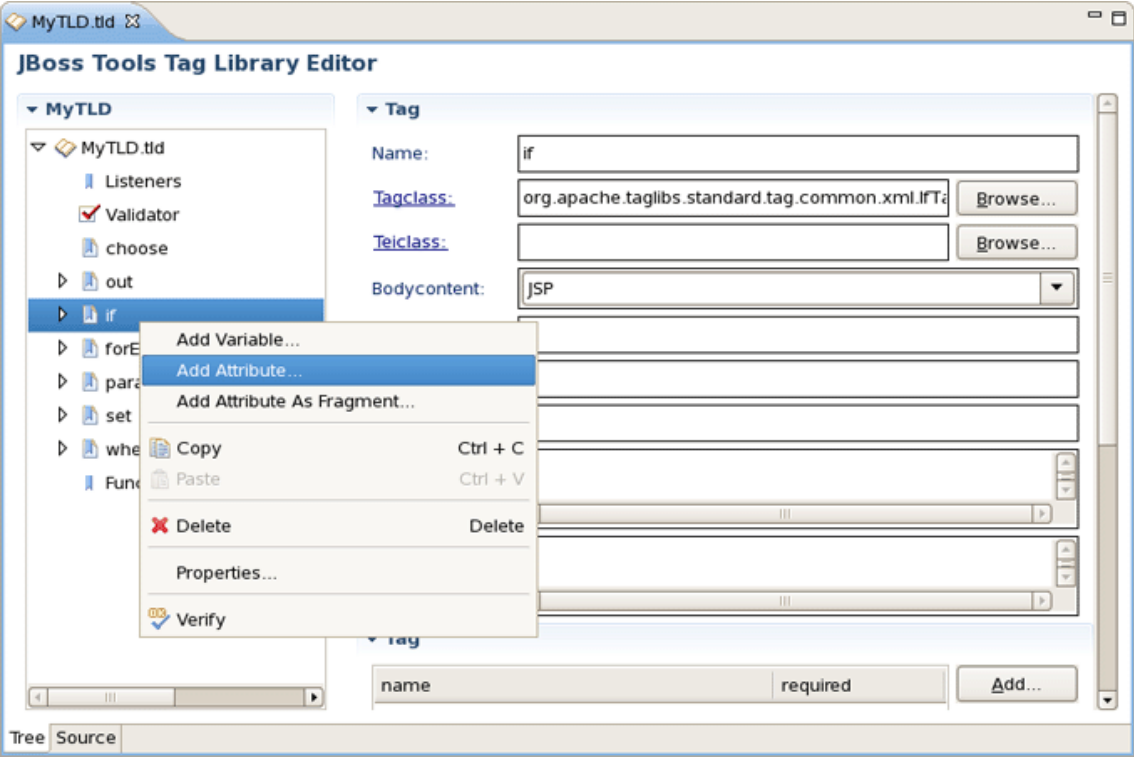 MyTLD.tld
JBoss Tools Tag Library Editor
MyTLD
MyTLD.tld
Listeners
Validator
choose
out
if
forE
para
set
whe
Func
Add Variable...
Add Attribute...
Add Attribute As Fragment...
Copy Ctrl + C
Paste Ctrl + V
Delete Delete
Properties...
Verify
Tag
Name: if
Tagclass: org.apache.taglibs.standard.tag.common.xml.IfTa Browse...
Teiclass: Browse...
Bodycontent: JSP
Tag
name required Add...
Tree Source